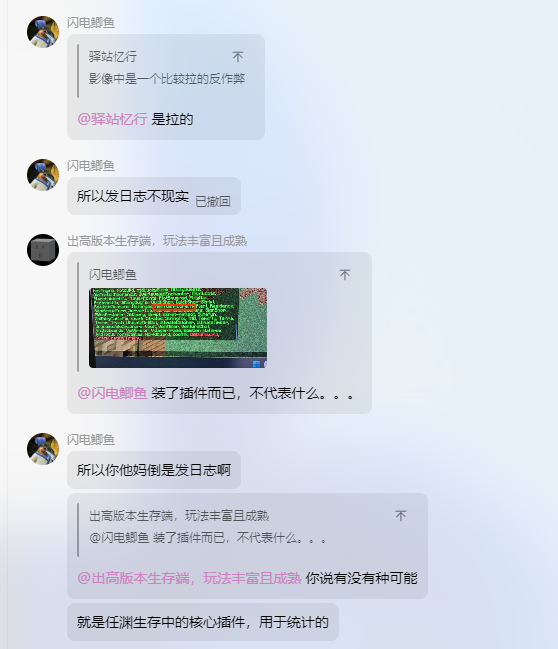 闪电鲫鱼
驿站忆行
影像中是一个比较拉的反作弊
@驿站忆行 是拉的
闪电鲫鱼
所以发日志不现实 已撤回
出高版本生存端，玩法丰富且成熟
闪电鲫鱼
@闪电鲫鱼 装了插件而已，不代表什么。。。
闪电鲫鱼
所以你他妈倒是发日志啊
出高版本生存端，玩法丰富且成熟
@闪电鲫鱼 装了插件而已，不代表什么。。。
@出高版本生存端，玩法丰富且成熟 你说有没有种可能
就是任渊生存中的核心插件，用于统计的